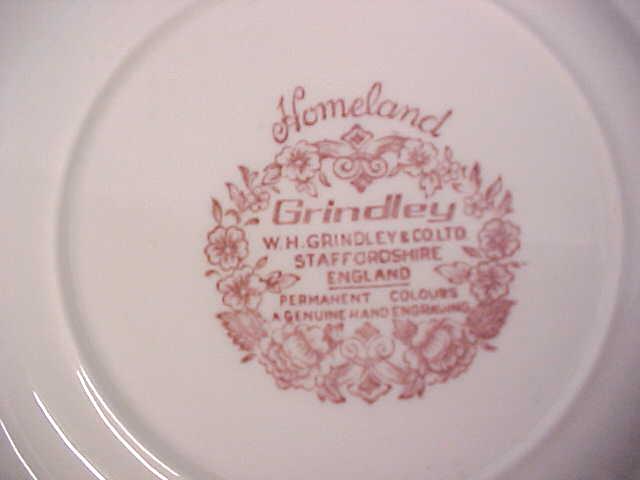 Homeland
Grindley
W.H. GRINDLEY & CO. LTD
STAFFORDSHIRE
ENGLAND
PERMANENT COLOURS
A GENUINE HAND ENGRAVING